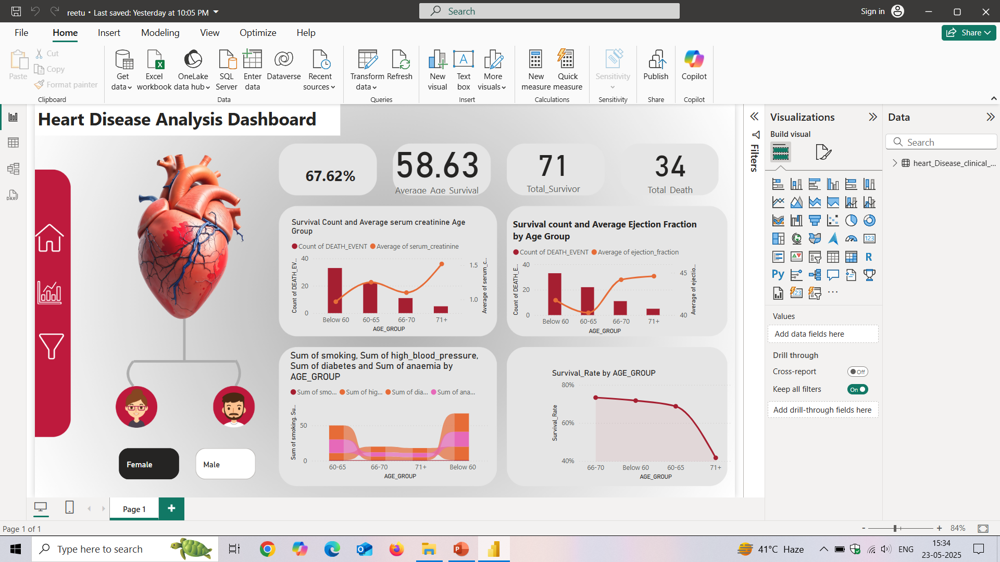 reetu • Last saved: Yesterday at 10:05 PM
Search
Sign in
File
Home
Insert
Modeling
View
Optimize
Help
Share
Paste
Cut
Copy
Format painter
Clipboard
Get data
Excel workbook
OneLake data hub
SQL Server
Enter data
Dataverse
Recent sources
Data
Transform data
Refresh
Queries
New visual
Text box
More visuals
Insert
New measure
Quick measure
Calculations
Sensitivity
Sensitivity
Publish
Share
Copilot
Copilot
Heart Disease Analysis Dashboard
67.62%
58.63
Average Age Survival
71
Total_Survivor
34
Total Death
Survival Count and Average serum creatinine Age
Group
Count of DEATH_EVENT
Average of serum_creatinine
Count of DEATH_EV...
40
20
0
1.5
1.0
Average of serum_c...
Below 60
60-65
66-70
71+
AGE_GROUP
Survival count and Average Ejection Fraction
by Age Group
Count of DEATH_EVENT
Average of ejection_fraction
Count of DEATH_E...
40
20
0
45
40
Average of ejectio...
Below 60
60-65
66-70
71+
AGE_GROUP
Sum of smoking, Sum of high_blood_pressure,
Sum of diabetes and Sum of anaemia by
AGE_GROUP
Sum of smo...
Sum of hig...
Sum of dia...
Sum of ana...
Sum of smoking, Su...
50
0
60-65
66-70
71+
Below 60
AGE_GROUP
Survival_Rate by AGE_GROUP
Survival_Rate
80%
60%
40%
66-70
Below 60
60-65
71+
AGE_GROUP
Female
Male
Filters
Visualizations
Build visual
123
R
Py
123
Values
Add data fields here
Drill through
Cross-report
Off
Keep all filters
On
Add drill-through fields here
Data
Search
heart_Disease_clinical_...
DAX
Page 1
Page 1 of 1
84%
Type here to search
41°C Haze
ENG
15:34
23-05-2025